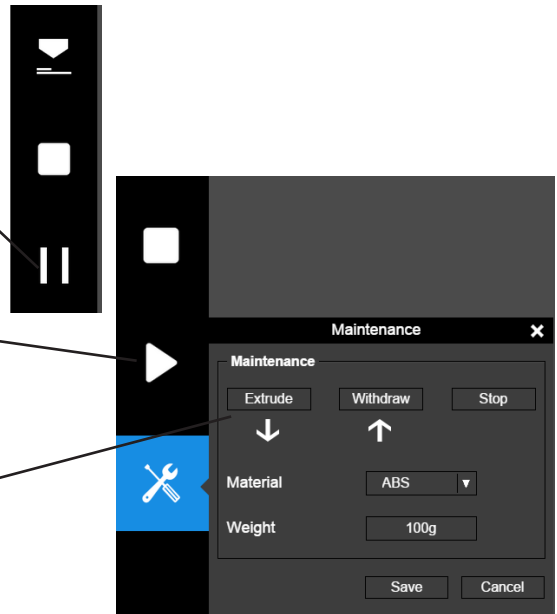 Maintenance
Maintenance
Extrude Withdraw Stop
Material ABS
Weight 100g
Save Cancel